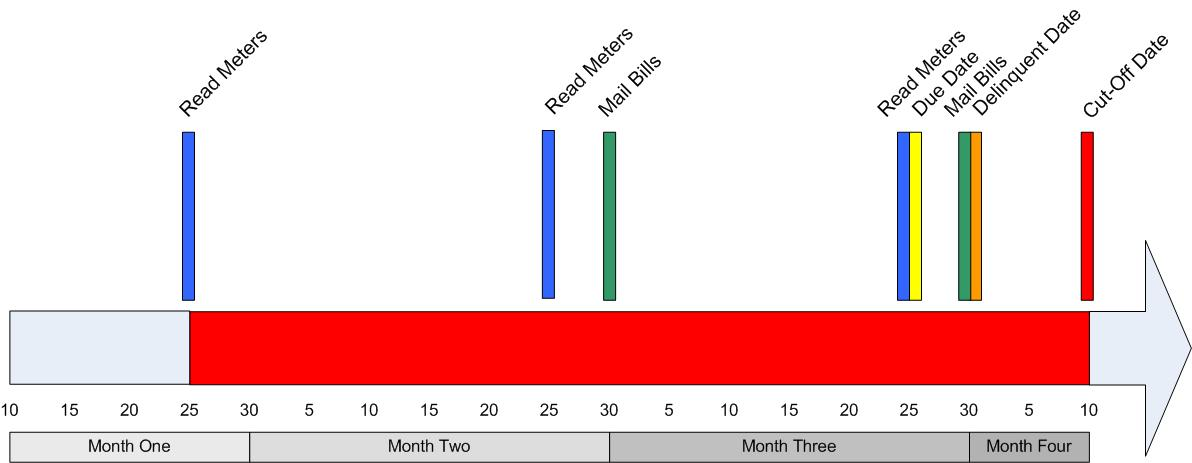 Read Meters
Read Meters
Mail Bills
Read Meters
Due Date
Mail Bills
Delinquent Date
Cut-Off Date
10 15 20 25 30 5 10 15 20 25 30 5 10 15 20 25 30 5 10
Month One Month Two Month Three Month Four